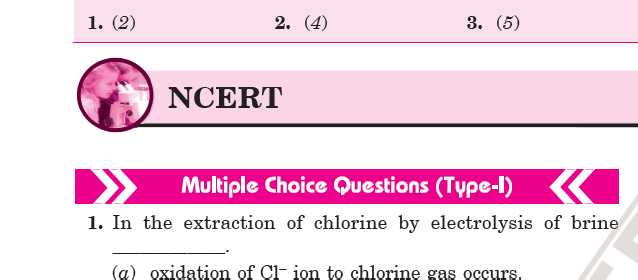 1. (2) 2. (4) 3. (5)
NCERT
Multiple Choice Questions (Type-I)
1. In the extraction of chlorine by electrolysis of brine
___________.
(a) oxidation of Cl⁻ ion to chlorine gas occurs.